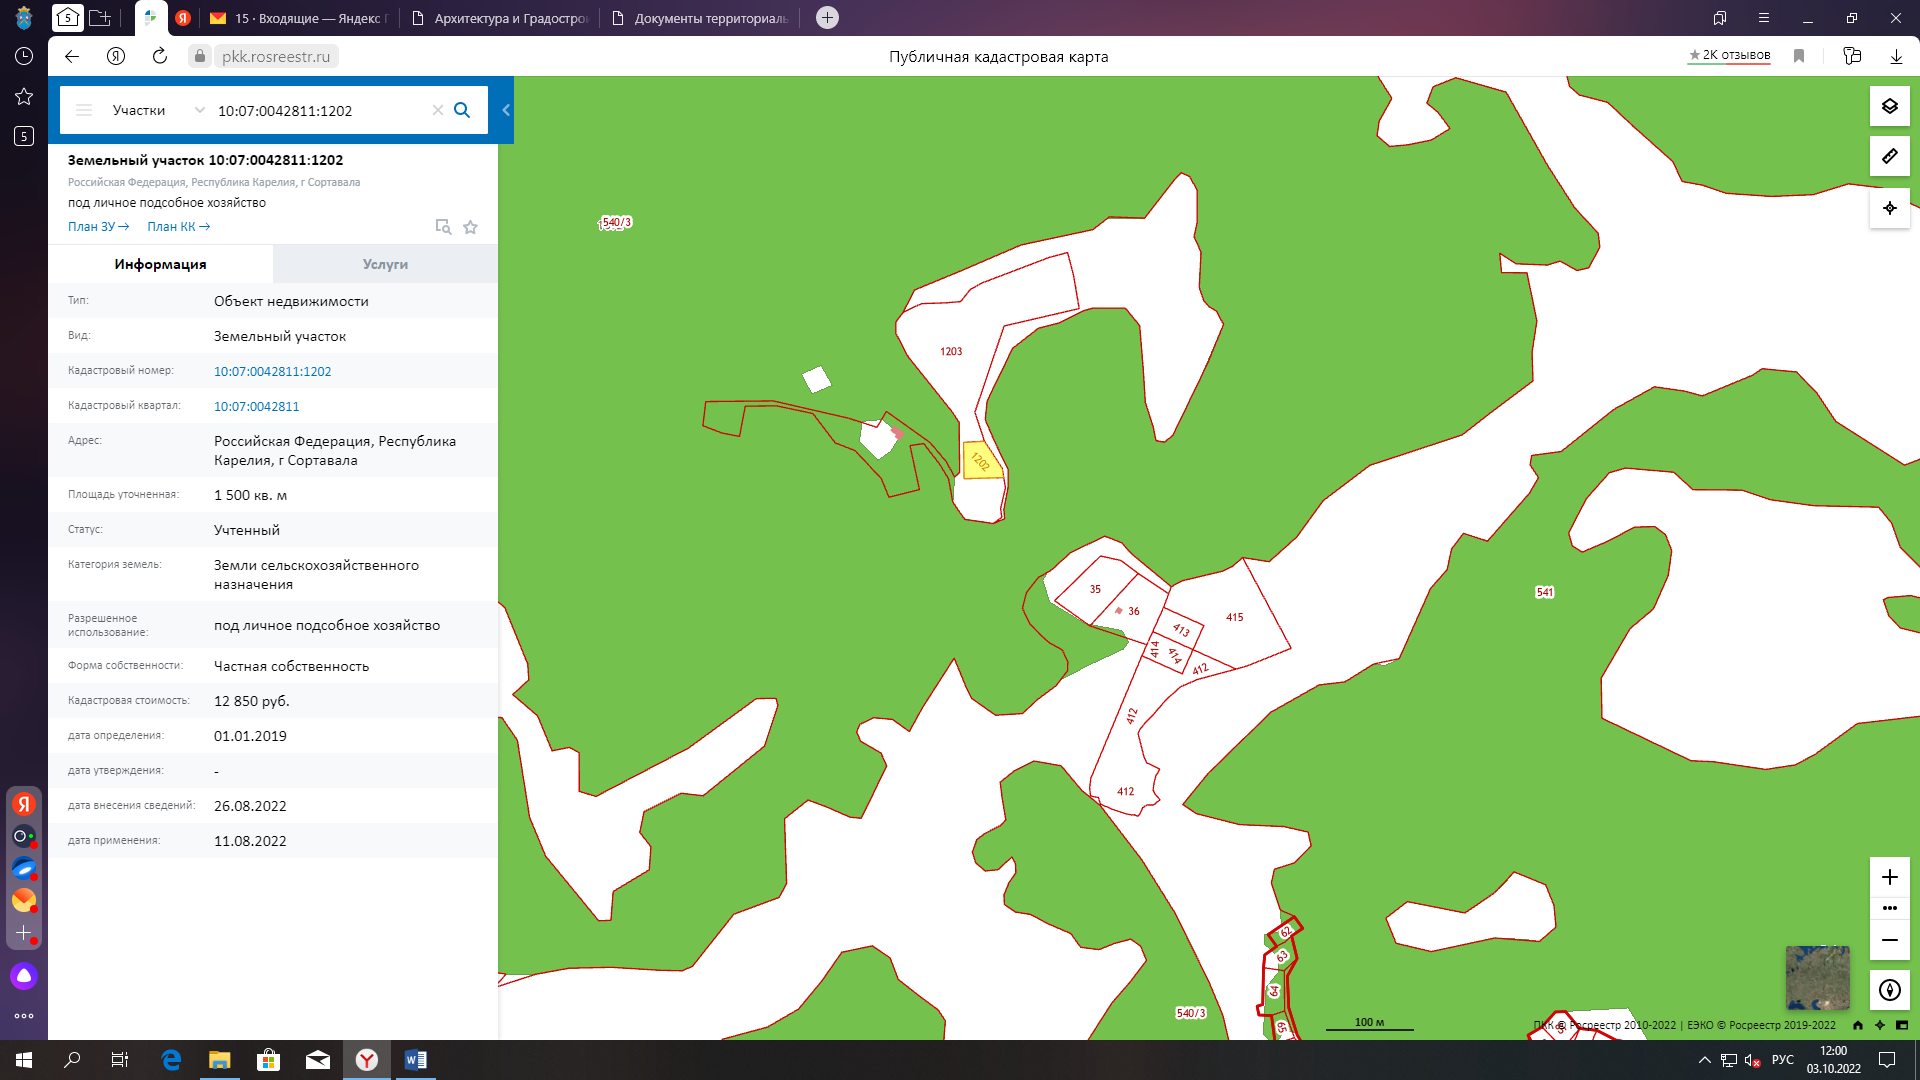 5
15 · Входящие — Яндекс
Архитектура и Градостро
Документы территориаль
pkk.rosreestr.ru
Публичная кадастровая карта
2K отзывов
5
Участки
10:07:0042811:1202
Земельный участок 10:07:0042811:1202
Российская Федерация, Республика Карелия, г Сортавала
под личное подсобное хозяйство
План ЗУ →
План КК →
Информация
Услуги
Тип:
Объект недвижимости
Вид:
Земельный участок
Кадастровый номер:
10:07:0042811:1202
Кадастровый квартал:
10:07:0042811
Адрес:
Российская Федерация, Республика
Карелия, г Сортавала
Площадь уточненная:
1 500 кв. м
Статус:
Учтенный
Категория земель:
Земли сельскохозяйственного
назначения
Разрешенное
использование:
под личное подсобное хозяйство
Форма собственности:
Частная собственность
Кадастровая стоимость:
12 850 руб.
дата определения:
01.01.2019
дата утверждения:
-
дата внесения сведений:
26.08.2022
дата применения:
11.08.2022
540/3
1203
1202
35
36
413
415
414
414
412
412
412
541
62
63
64
65
540/3
100 м
ПКК © Росреестр 2010-2022 | ЕЭКО © Росреестр 2019-2022
РУС
12:00
03.10.2022